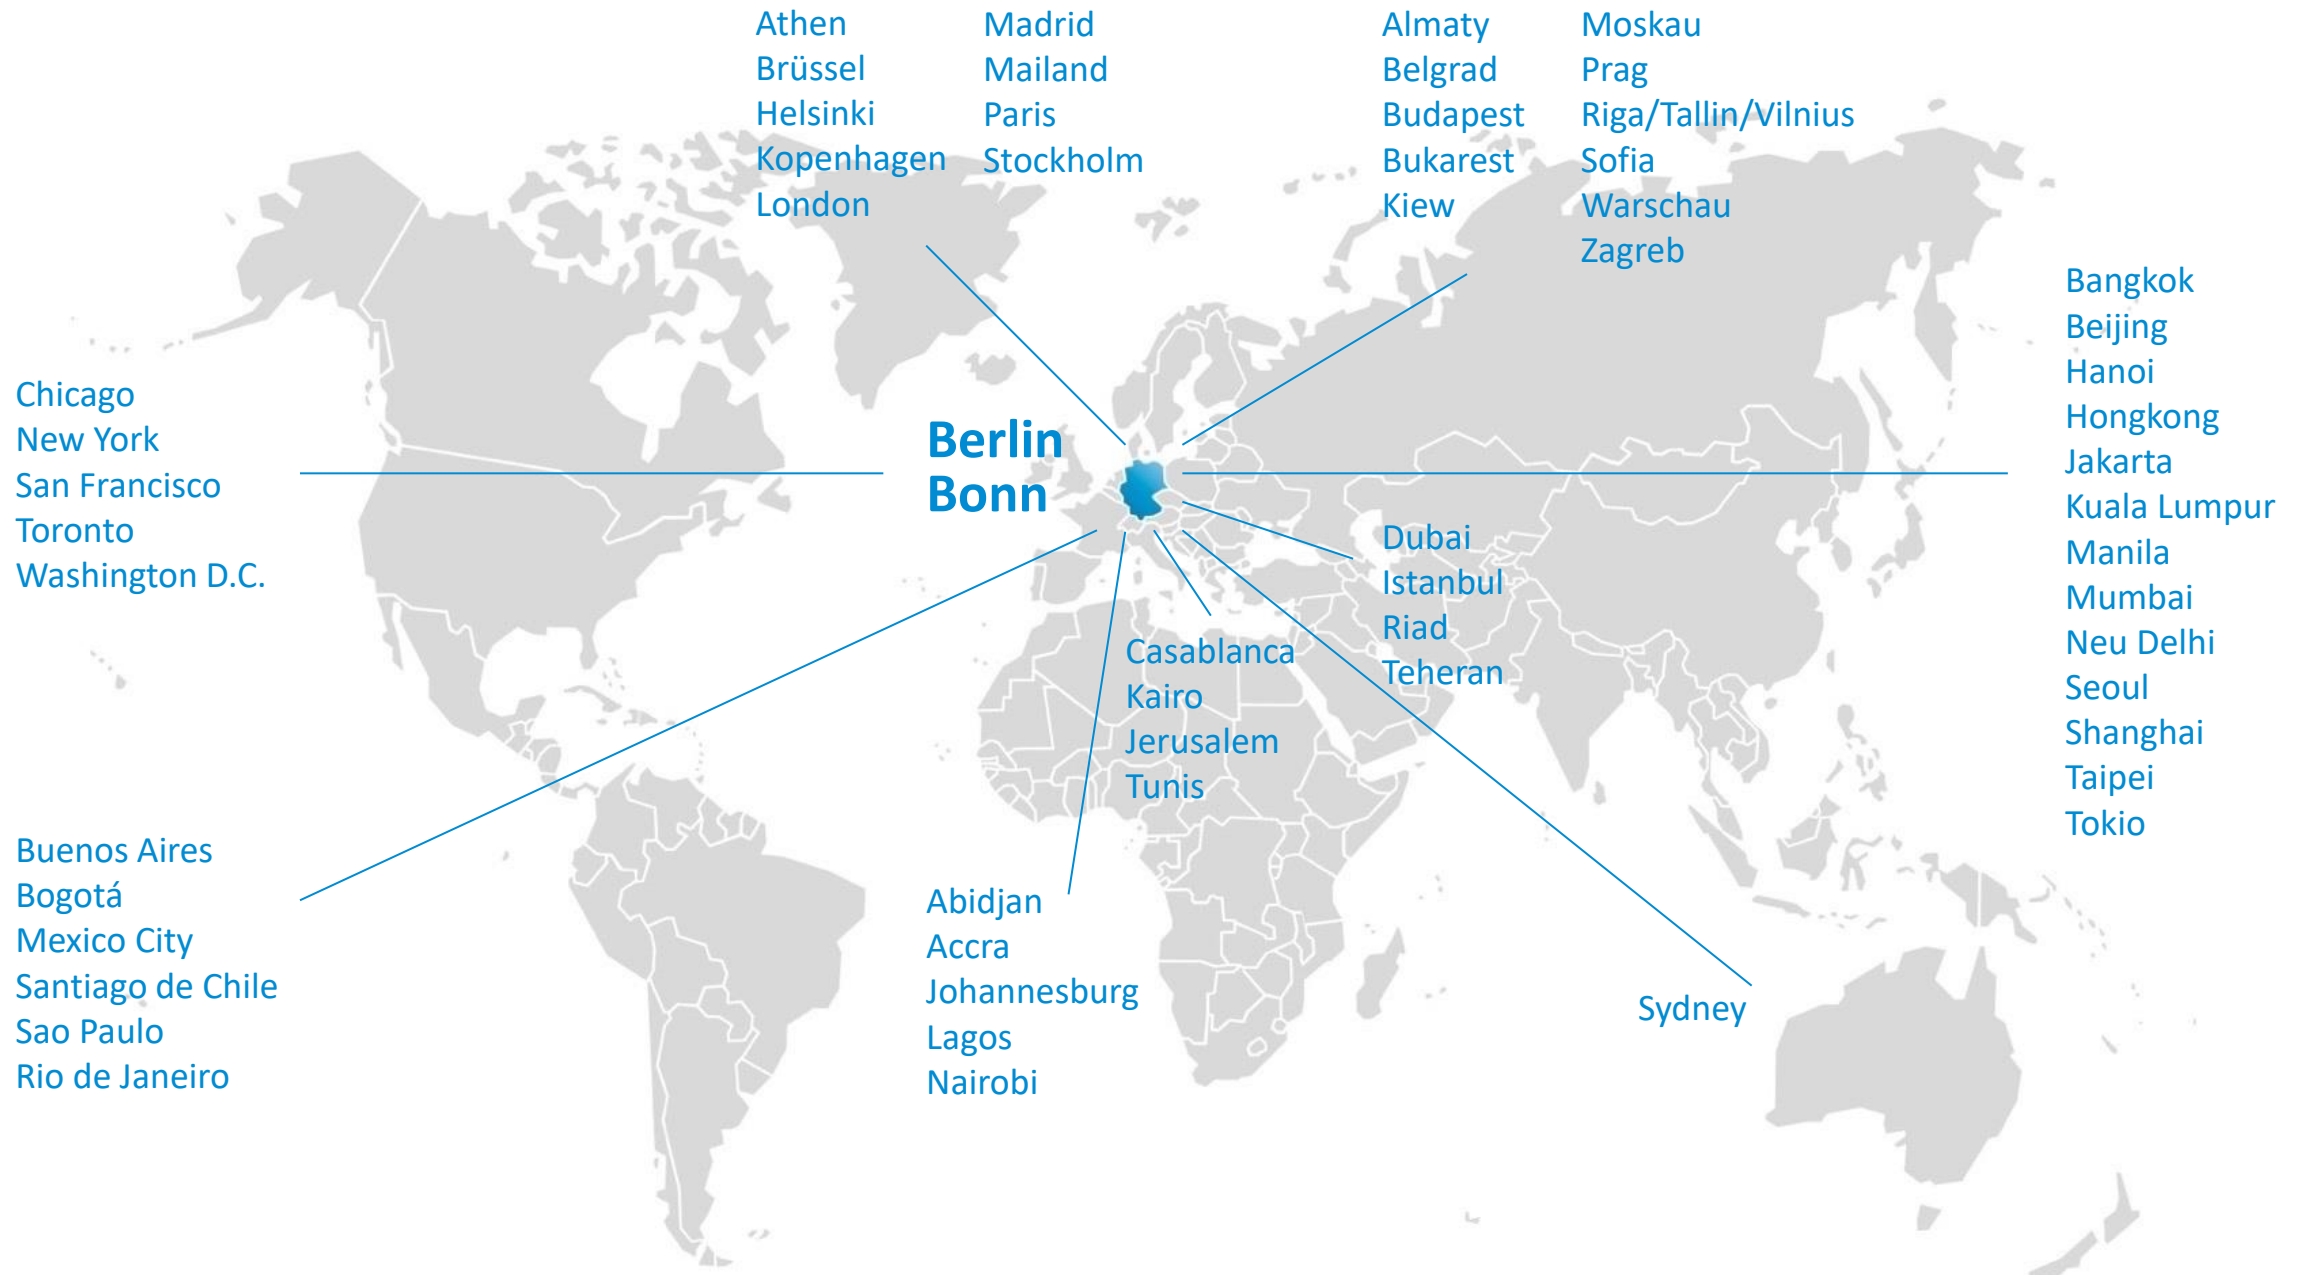 Athen
Brüssel
Helsinki
Kopenhagen
London
Madrid
Mailand
Paris
Stockholm
Almaty
Belgrad
Budapest
Bukarest
Kiew
Moskau
Prag
Riga/Tallin/Vilnius
Sofia
Warschau
Zagreb
Chicago
New York
San Francisco
Toronto
Washington D.C.
Berlin
Bonn
Bangkok
Beijing
Hanoi
Hongkong
Jakarta
Kuala Lumpur
Manila
Mumbai
Neu Delhi
Seoul
Shanghai
Taipei
Tokio
Dubai
Istanbul
Riad
Teheran
Casablanca
Kairo
Jerusalem
Tunis
Buenos Aires
Bogotá
Mexico City
Santiago de Chile
Sao Paulo
Rio de Janeiro
Abidjan
Accra
Johannesburg
Lagos
Nairobi
Sydney